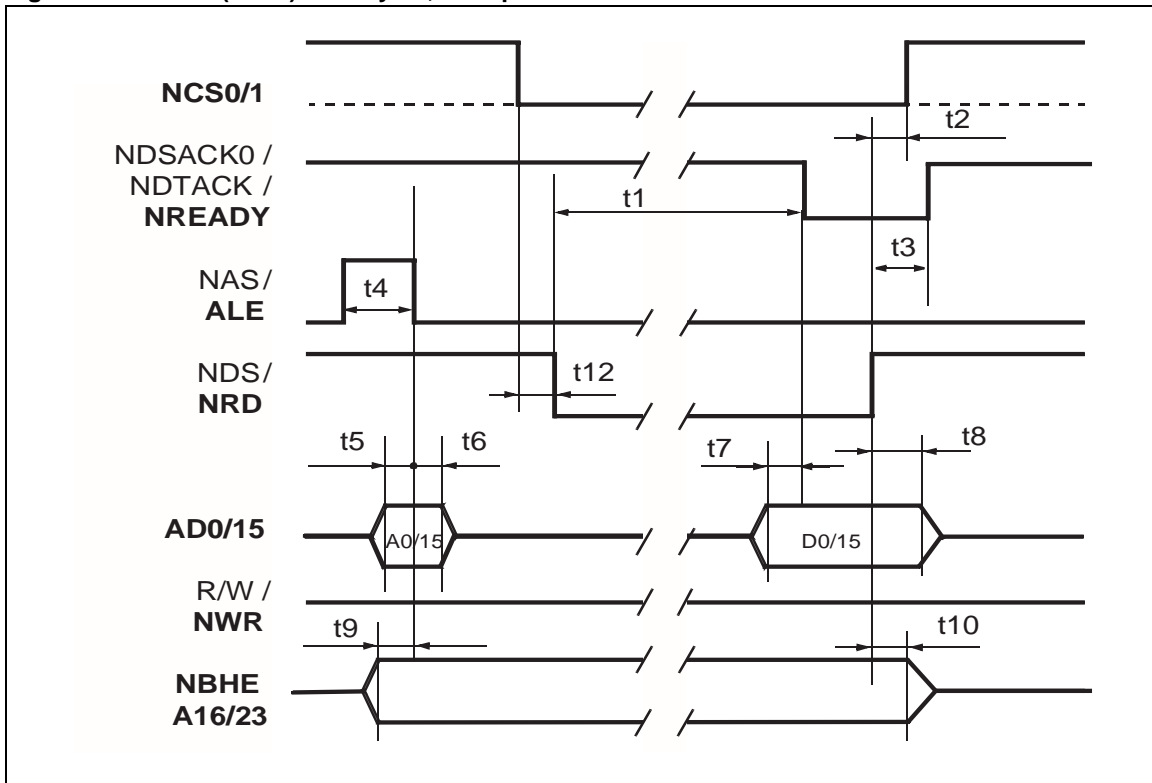 NCS0/1
t2
NDSACK0 /
NDTACK /
NREADY
t1
t3
NAS/
ALE
t4
NDS/
NRD
t12
t5
t6
t7
t8
AD0/15
A0/15
D0/15
R/W /
NWR
t9
t10
NBHE
A16/23